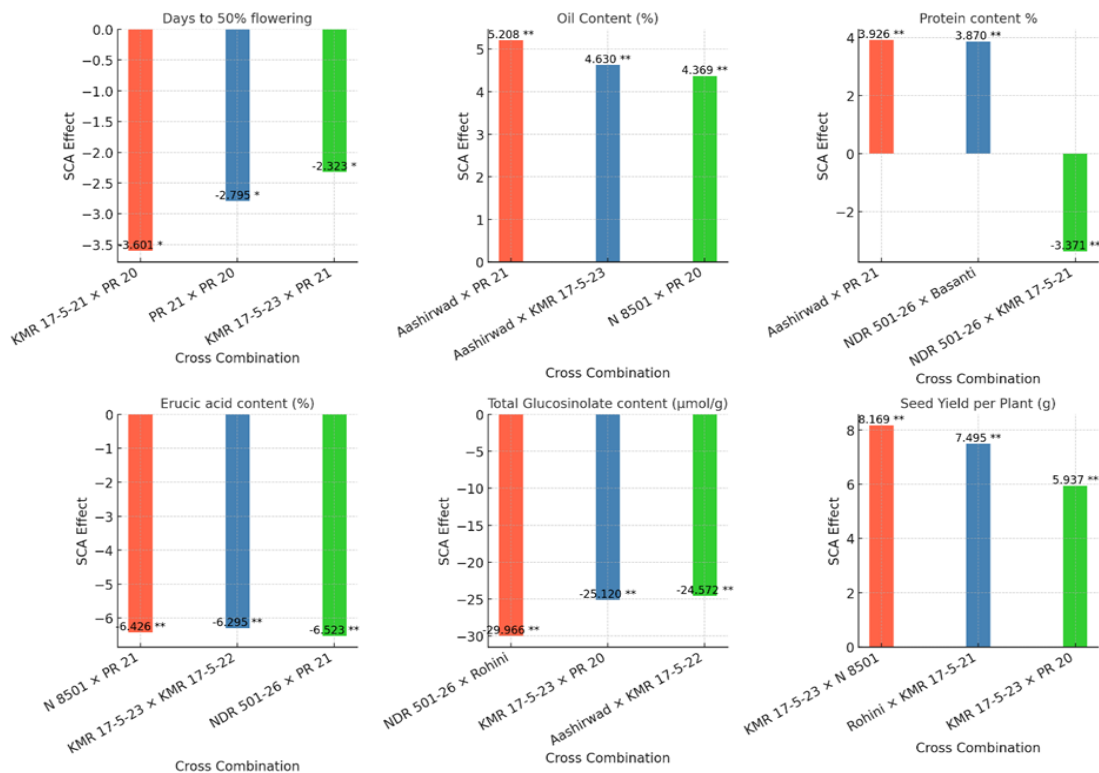 Days to 50% flowering
SCA Effect
0.0
−0.5
−1.0
−1.5
−2.0
−2.5
−3.0
−3.5
-3.601 *
-2.795 *
-2.323 *
KMR 17-5-21 × PR 20
PR 21 × PR 20
KMR 17-5-23 × PR 21
Cross Combination
Oil Content (%)
SCA Effect
5
4
3
2
1
0
5.208 **
4.630 **
4.369 **
Aashirwad × PR 21
Aashirwad × KMR 17-5-23
N 8501 × PR 20
Cross Combination
Protein content %
SCA Effect
4
2
0
−2
3.926 **
3.870 **
-3.371 **
Aashirwad × PR 21
NDR 501-26 × Basanti
NDR 501-26 × KMR 17-5-21
Cross Combination
Erucic acid content (%)
SCA Effect
0
−1
−2
−3
−4
−5
−6
-6.426 **
-6.295 **
-6.523 **
N 8501 × PR 21
KMR 17-5-23 × KMR 17-5-22
NDR 501-26 × PR 21
Cross Combination
Total Glucosinolate content (μmol/g)
SCA Effect
0
−5
−10
−15
−20
−25
−30
-29.966 **
-25.120 **
-24.572 **
NDR 501-26 × Rohini
KMR 17-5-23 × PR 20
Aashirwad × KMR 17-5-22
Cross Combination
Seed Yield per Plant (g)
SCA Effect
8
6
4
2
0
8.169 **
7.495 **
5.937 **
KMR 17-5-23 × N 8501
Rohini × KMR 17-5-21
KMR 17-5-23 × PR 20
Cross Combination